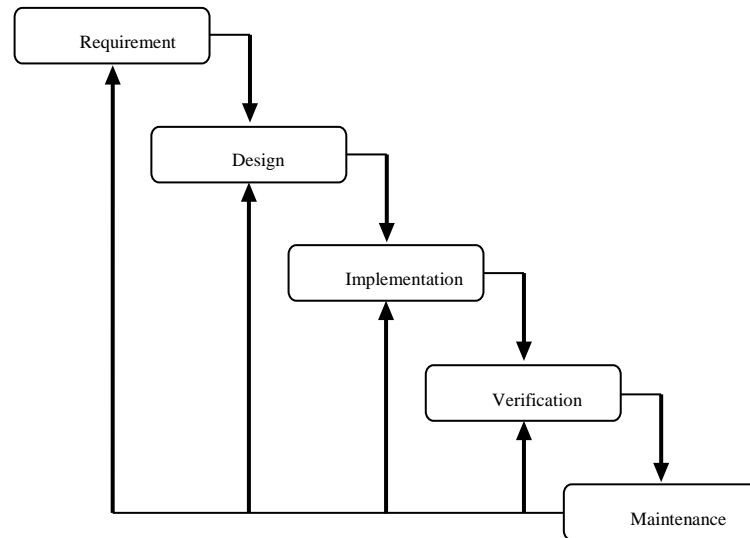 Requirement
Design
Implementation
Verification
Maintenance